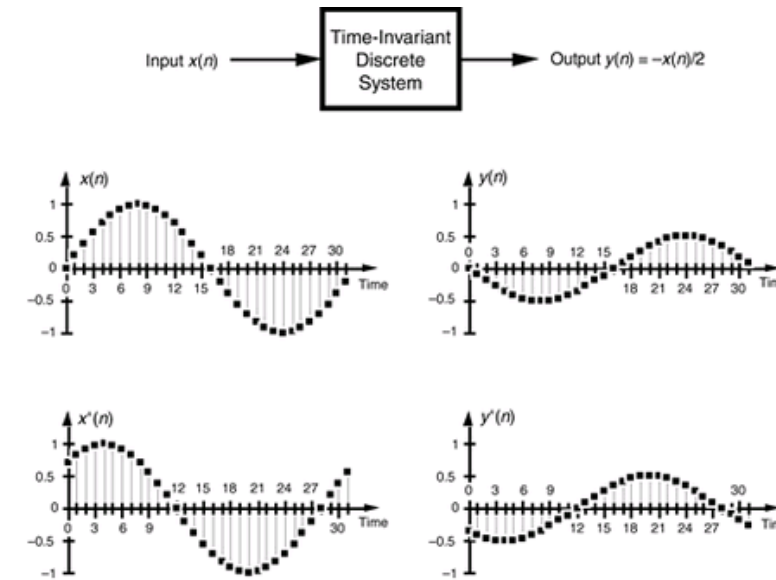 Time-Invariant
Discrete
System
Input x(n)
Output y(n) = –x(n)/2
x(n)
1
0.5
0
–0.5
–1
0 3 6 9 12 15
18 21 24 27 30
Time
y(n)
1
0.5
0
–0.5
–1
0 3 6 9 12 15
18 21 24 27 30
Tim
x'(n)
1
0.5
0
–0.5
–1
12 15 18 21 24 27
0 3 6 9
30
Time
y'(n)
1
0.5
0
–0.5
–1
0 3 6 9
30
12 15 18 21 24 27
Tim